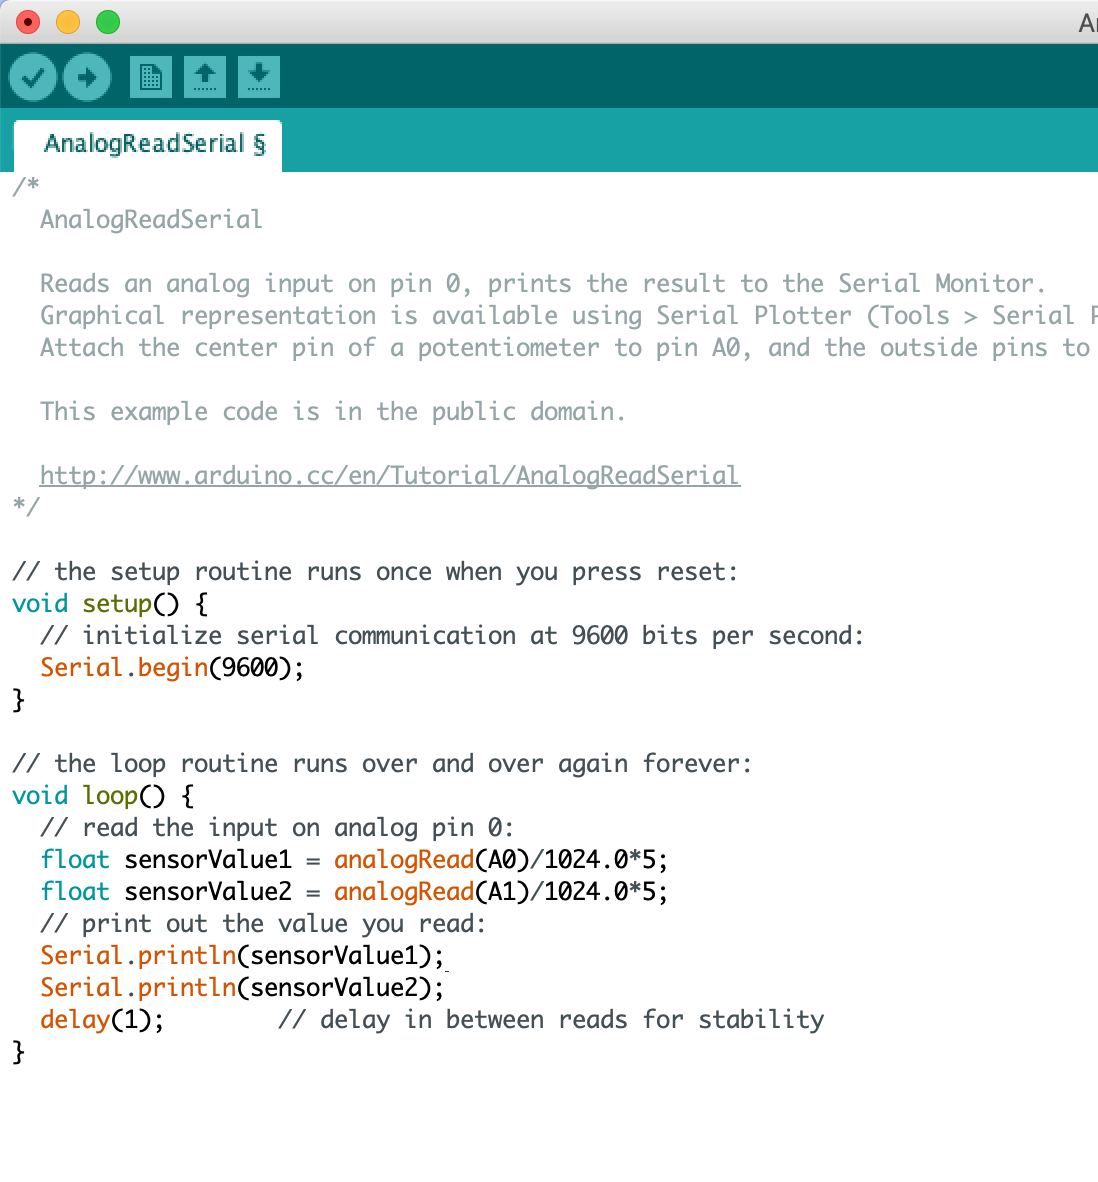 AnalogReadSerial §
/*
AnalogReadSerial
Reads an analog input on pin 0, prints the result to the Serial Monitor.
Graphical representation is available using Serial Plotter (Tools > Serial
Attach the center pin of a potentiometer to pin A0, and the outside pins to
This example code is in the public domain.
http://www.arduino.cc/en/Tutorial/AnalogReadSerial
*/
// the setup routine runs once when you press reset:
void setup() {
// initialize serial communication at 9600 bits per second:
Serial.begin(9600);
}
// the loop routine runs over and over again forever:
void loop() {
// read the input on analog pin 0:
float sensorValue1 = analogRead(A0)/1024.0*5;
float sensorValue2 = analogRead(A1)/1024.0*5;
// print out the value you read:
Serial.println(sensorValue1);
Serial.println(sensorValue2);
delay(1);        // delay in between reads for stability
}